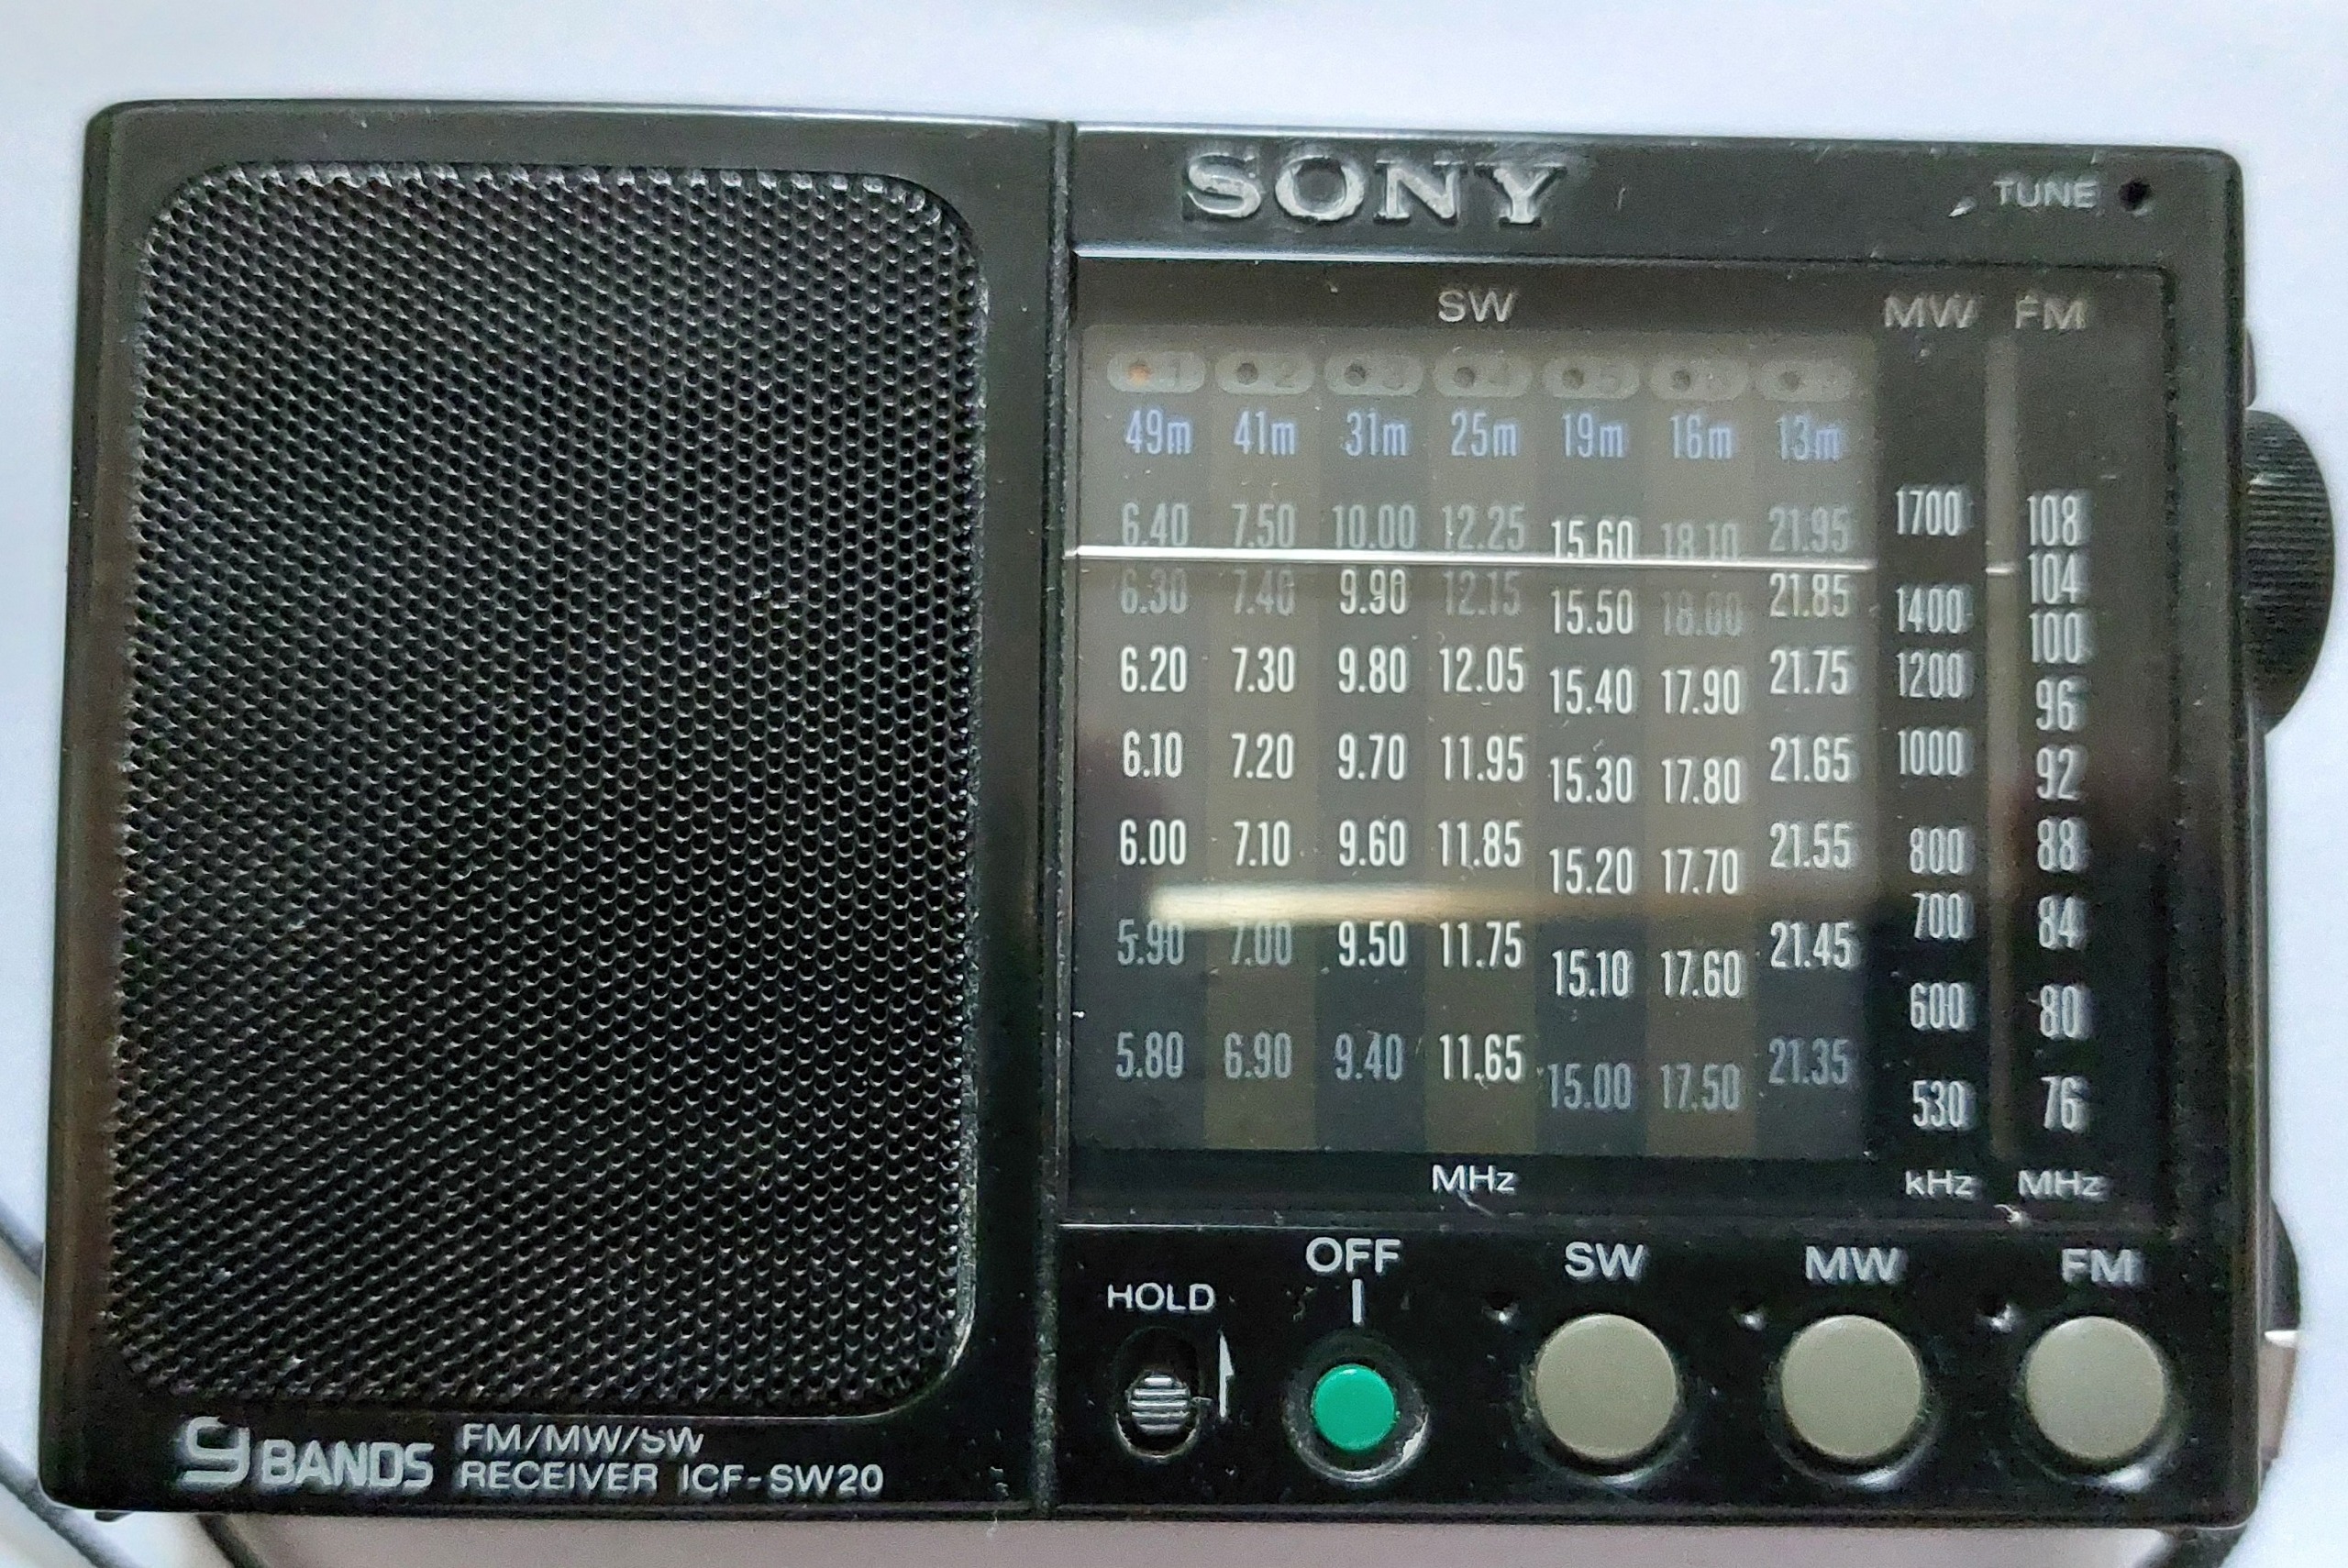 SONY
TUNE
SW MW FM
1 2 3 4 5
49m 41m 31m 25m 19m 16m 13m
6.40 7.50 10.00 12.25 15.60 18.10 21.95 1700 108
104
6.30 7.40 9.90 12.15 15.50 18.00 21.85 1400 100
6.20 7.30 9.80 12.05 15.40 17.90 21.75 1200 96
6.10 7.20 9.70 11.95 15.30 17.80 21.65 1000 92
6.00 7.10 9.60 11.85 15.20 17.70 21.55 800 88
5.90 7.00 9.50 11.75 15.10 17.60 21.45 700 84
600 80
5.80 6.90 9.40 11.65 15.00 17.50 21.35 530 76
MHz kHz MHz
HOLD OFF SW MW FM
9 BANDS FM/MW/SW
RECEIVER ICF-SW20